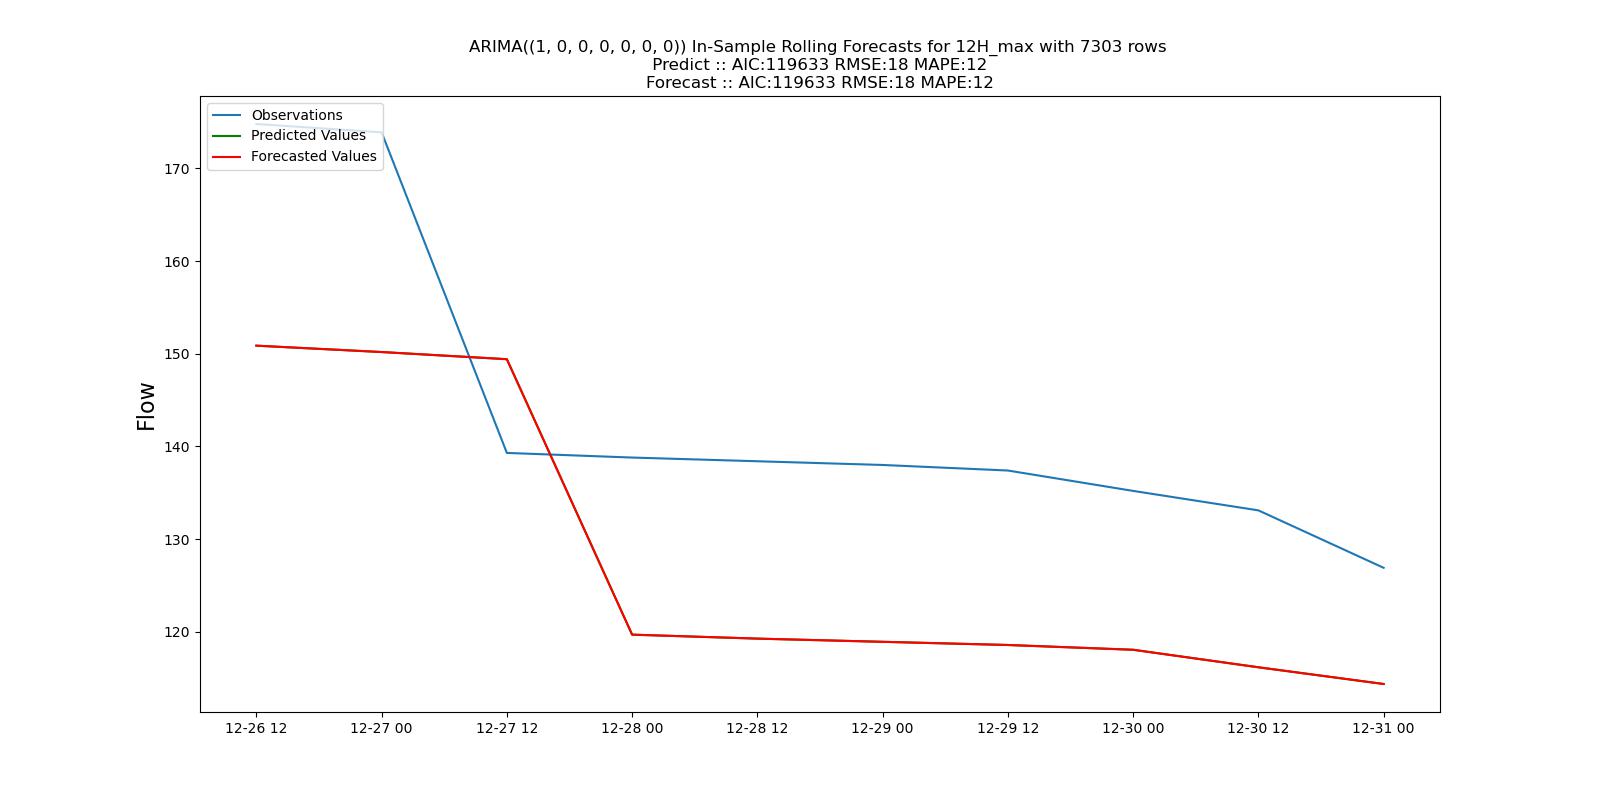 ARIMA((1, 0, 0, 0, 0, 0, 0)) In-Sample Rolling Forecasts for 12H_max with 7303 rows
Predict :: AIC:119633 RMSE:18 MAPE:12
Forecast :: AIC:119633 RMSE:18 MAPE:12
Observations
Predicted Values
Forecasted Values
Flow
170
160
150
140
130
120
12-26 12 12-27 00 12-27 12 12-28 00 12-28 12 12-29 00 12-29 12 12-30 00 12-30 12 12-31 00